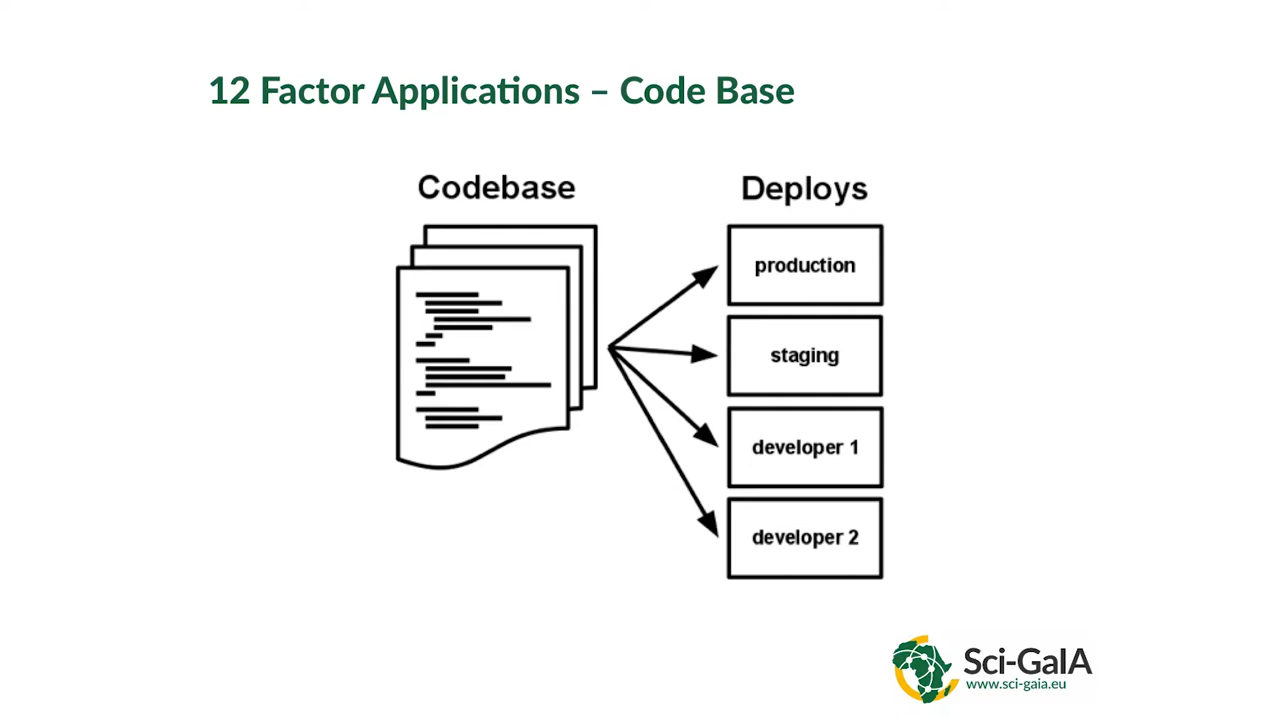 12 Factor Applications – Code Base
Codebase
Deploys
production
staging
developer 1
developer 2
Sci-GaIA
www.sci-gaia.eu